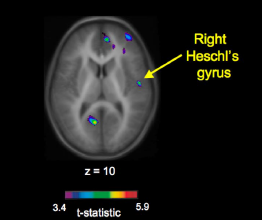 Right
Heschl's
gyrus
z = 10
3.4 5.9
t-statistic